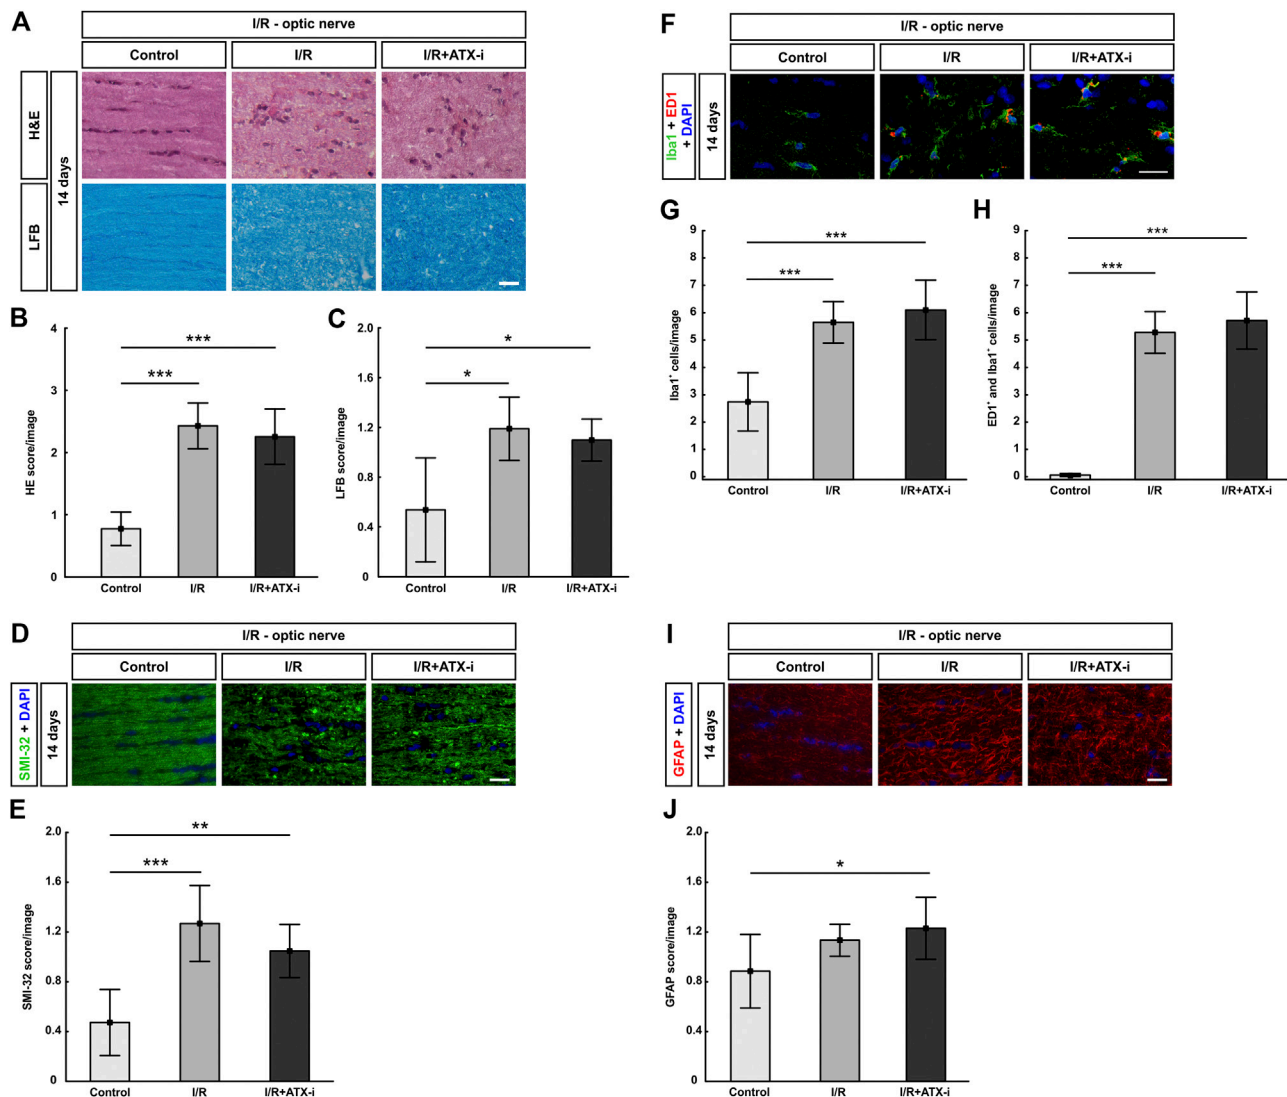 A
I/R - optic nerve
Control I/R I/R+ATX-i
H&E
LFB
14 days
B
HE score/image
4
3
2
1
0
***
***
Control I/R I/R+ATX-i
C
LFB score/image
2.0
1.6
1.2
0.8
0.4
0
*
*
Control I/R I/R+ATX-i
D
I/R - optic nerve
Control I/R I/R+ATX-i
SMI-32 + DAPI
14 days
E
SMI-32 score/image
2.0
1.6
1.2
0.8
0.4
0
**
***
Control I/R I/R+ATX-i
F
I/R - optic nerve
Control I/R I/R+ATX-i
Iba1 + ED1
+ DAPI
14 days
G
Iba1+ cells/image
9
8
7
6
5
4
3
2
1
0
***
***
Control I/R I/R+ATX-i
H
ED1+ and Iba1+ cells/image
9
8
7
6
5
4
3
2
1
0
***
***
Control I/R I/R+ATX-i
I
I/R - optic nerve
Control I/R I/R+ATX-i
GFAP + DAPI
14 days
J
GFAP score/image
2.0
1.6
1.2
0.8
0.4
0
*
Control I/R I/R+ATX-i